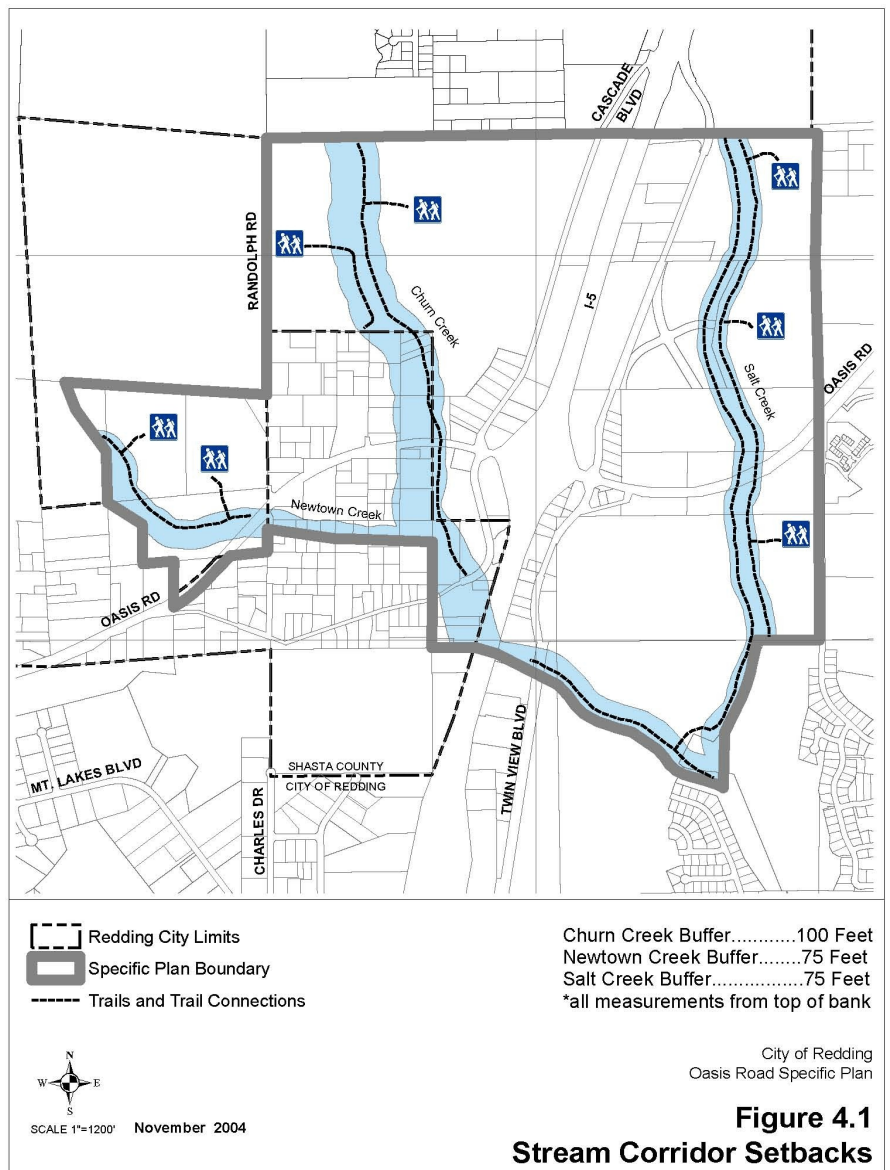 CASCADE
BLVD
RANDOLPH RD
I-5
Churn Creek
Salt Creek
OASIS RD
Newtown Creek
OASIS RD
TWIN VIEW BLVD
MT. LAKES BLVD
SHASTA COUNTY
CITY OF REDDING
CHARLES DR
Redding City Limits
Specific Plan Boundary
Trails and Trail Connections
Churn Creek Buffer............100 Feet
Newtown Creek Buffer........75 Feet
Salt Creek Buffer.................75 Feet
*all measurements from top of bank
N
W E
S
SCALE 1"=1200' November 2004
City of Redding
Oasis Road Specific Plan
Figure 4.1
Stream Corridor Setbacks